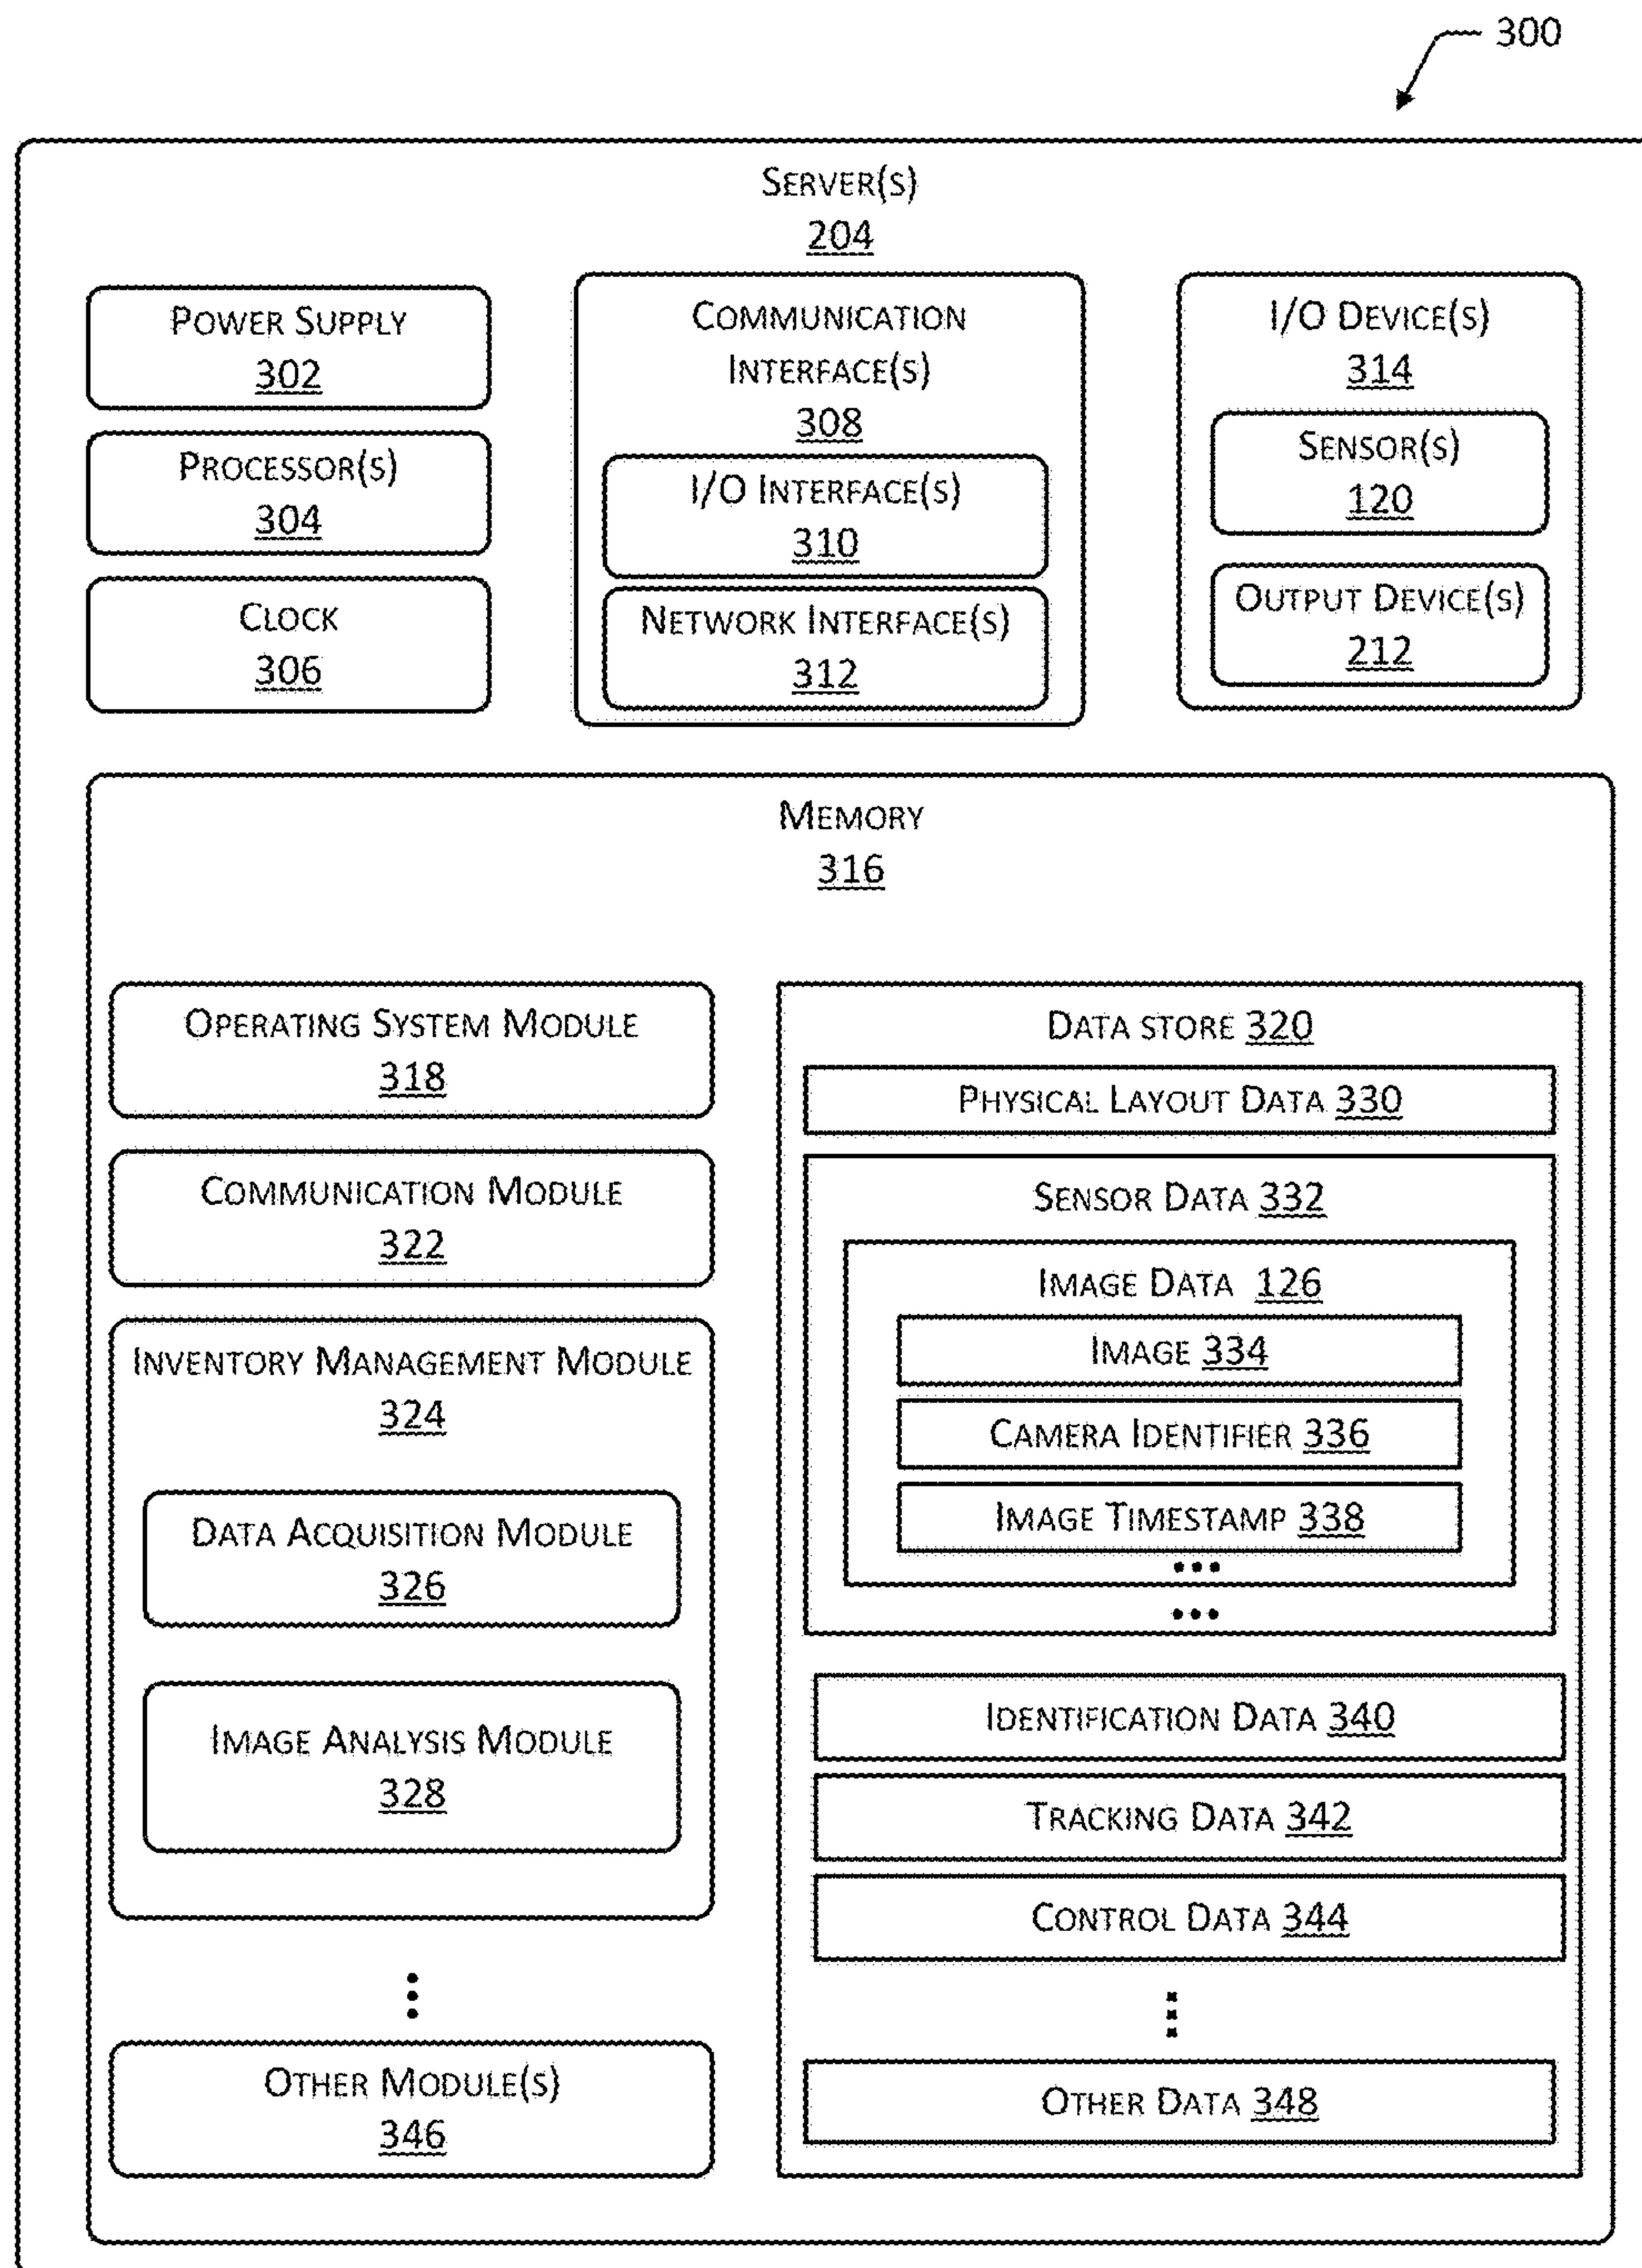 300
SERVER(S)
204
POWER SUPPLY
302
PROCESSOR(S)
304
CLOCK
306
COMMUNICATION
INTERFACE(S)
308
I/O INTERFACE(S)
310
NETWORK INTERFACE(S)
312
I/O DEVICE(S)
314
SENSOR(S)
120
OUTPUT DEVICE(S)
212
MEMORY
316
OPERATING SYSTEM MODULE
318
COMMUNICATION MODULE
322
INVENTORY MANAGEMENT MODULE
324
DATA ACQUISITION MODULE
326
IMAGE ANALYSIS MODULE
328
OTHER MODULE(S)
346
DATA STORE 320
PHYSICAL LAYOUT DATA 330
SENSOR DATA 332
IMAGE DATA 126
IMAGE 334
CAMERA IDENTIFIER 336
IMAGE TIMESTAMP 338
IDENTIFICATION DATA 340
TRACKING DATA 342
CONTROL DATA 344
OTHER DATA 348